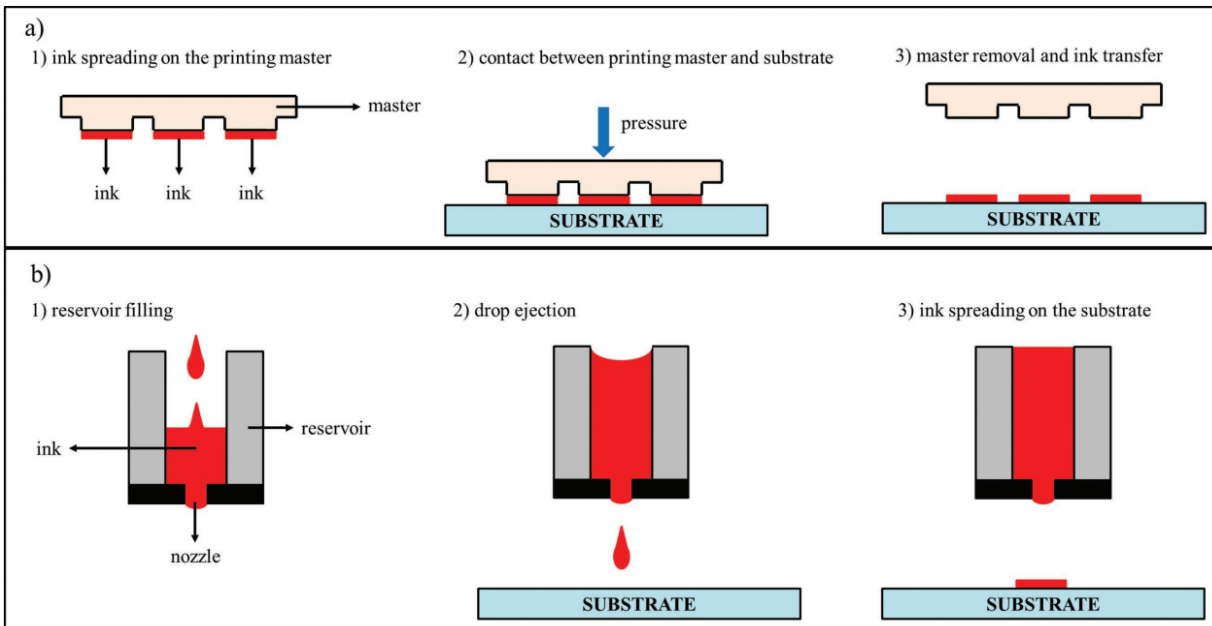 a)
1) ink spreading on the printing master
master
ink
ink
ink
2) contact between printing master and substrate
pressure
SUBSTRATE
3) master removal and ink transfer
SUBSTRATE
b)
1) reservoir filling
reservoir
ink
nozzle
2) drop ejection
SUBSTRATE
3) ink spreading on the substrate
SUBSTRATE